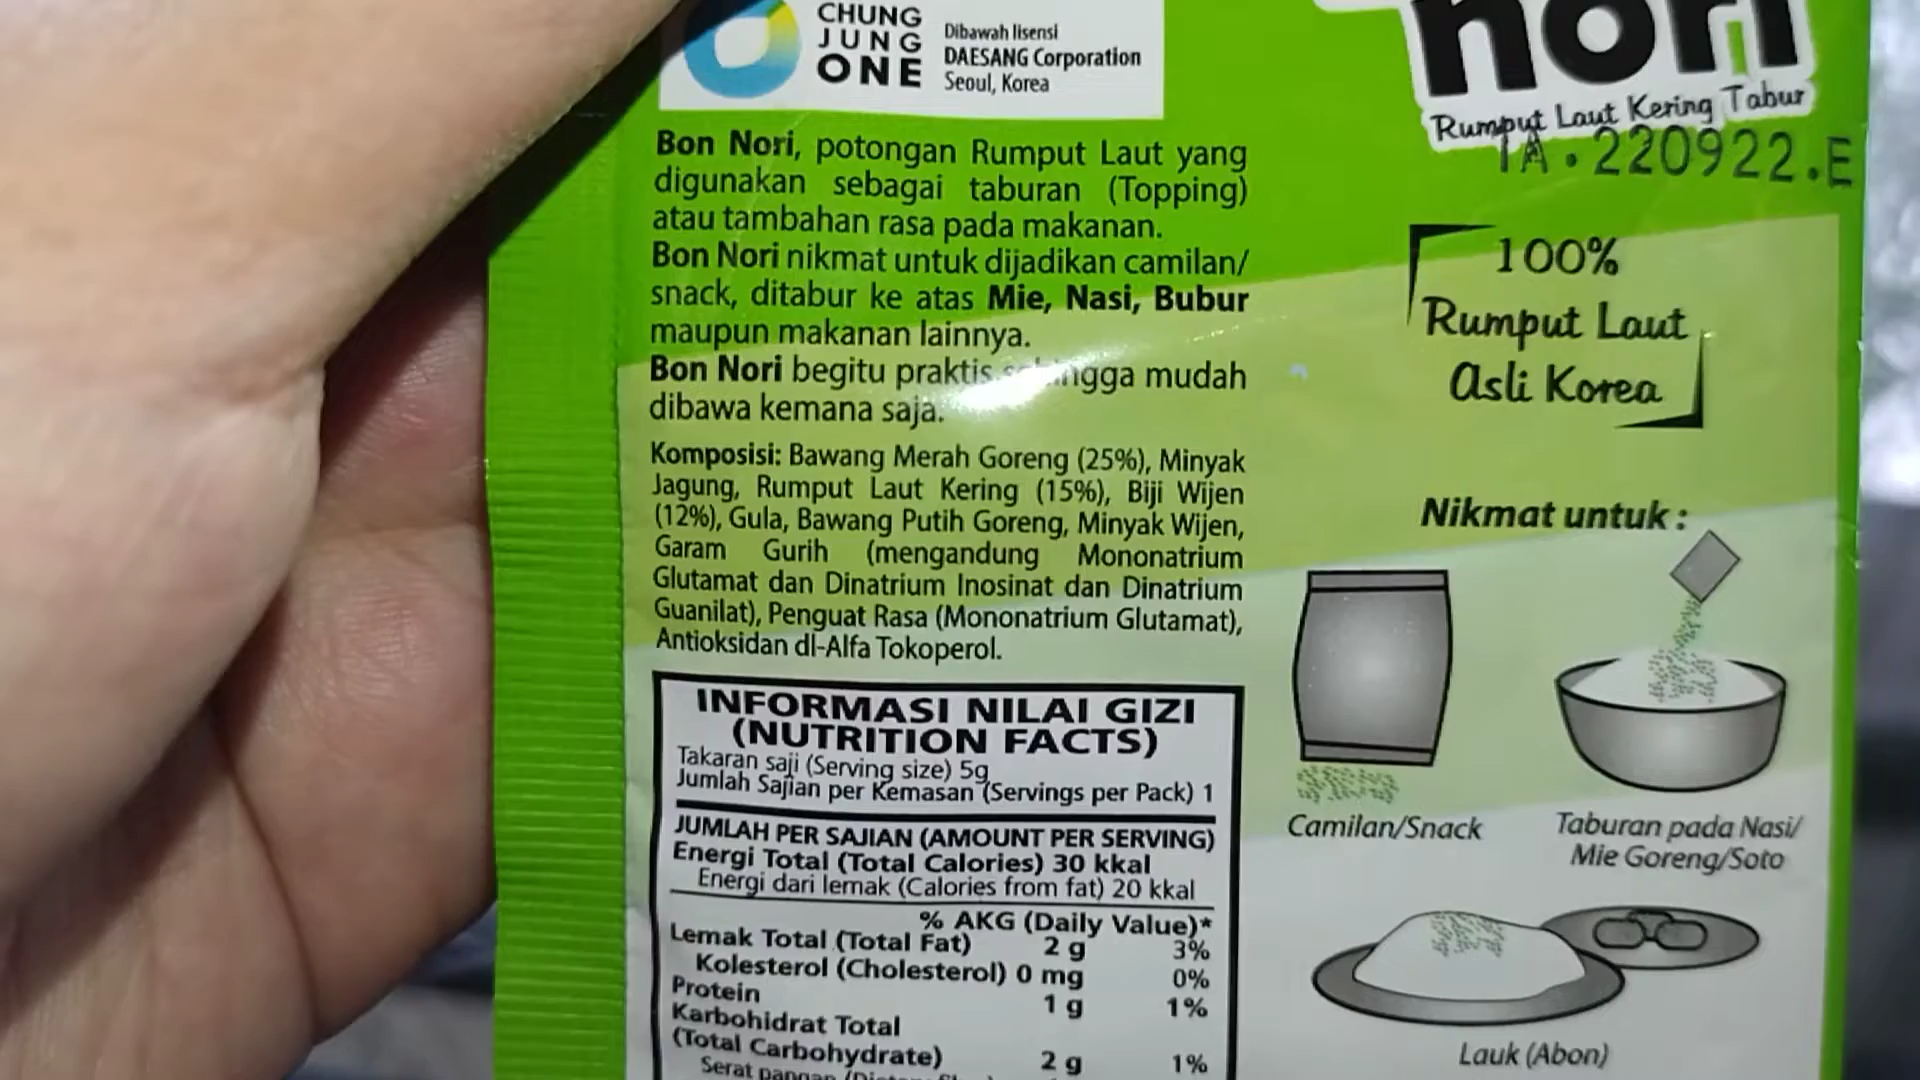 CHUNG
JUNG
ONE
Dibawah lisensi
DAESANG Corporation
Seoul, Korea
Bon Nori, potongan Rumput Laut yang
digunakan sebagai taburan (Topping)
atau tambahan rasa pada makanan.
Bon Nori nikmat untuk dijadikan camilan/
snack, ditabur ke atas Mie, Nasi, Bubur
maupun makanan lainnya.
Bon Nori begitu praktis sehingga mudah
dibawa kemana saja.
Komposisi: Bawang Merah Goreng (25%), Minyak
Jagung, Rumput Laut Kering (15%), Biji Wijen
(12%), Gula, Bawang Putih Goreng, Minyak Wijen,
Garam Gurih (mengandung Mononatrium
Glutamat dan Dinatrium Inosinat dan Dinatrium
Guanilat), Penguat Rasa (Mononatrium Glutamat),
Antioksidan dl-Alfa Tokoperol.
INFORMASI NILAI GIZI
(NUTRITION FACTS)
Takaran saji (Serving size) 5g
Jumlah Sajian per Kemasan (Servings per Pack) 1
JUMLAH PER SAJIAN (AMOUNT PER SERVING)
Energi Total (Total Calories) 30 kkal
Energi dari lemak (Calories from fat) 20 kkal
% AKG (Daily Value)*
Lemak Total (Total Fat) 2 g 3%
Kolesterol (Cholesterol) 0 mg 0%
Protein 1 g 1%
Karbohidrat Total
(Total Carbohydrate) 2 g 1%
Serat pangan
nori
Rumput Laut Kering Tabur
1A.220922.E
100%
Rumput Laut
Asli Korea
Nikmat untuk :
Camilan/Snack
Taburan pada Nasi/
Mie Goreng/Soto
Lauk (Abon)